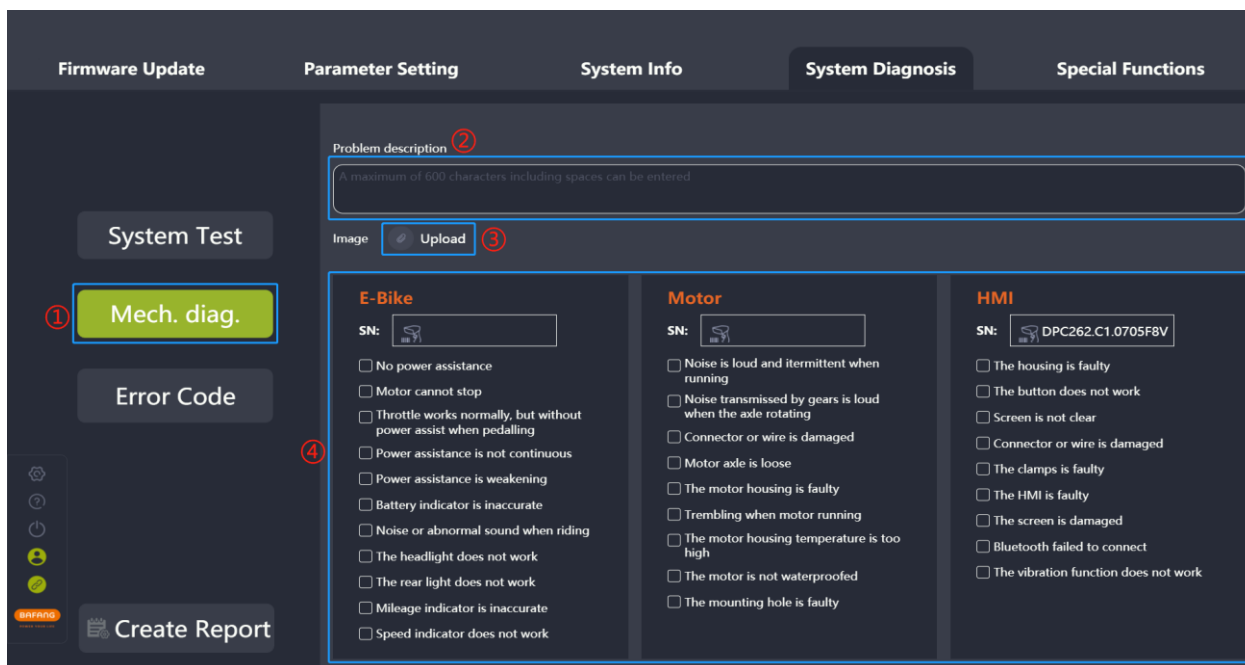 Firmware Update
Parameter Setting
System Info
System Diagnosis
Special Functions
Problem description ②
A maximum of 600 characters including spaces can be entered
System Test
Image
Upload ③
① Mech. diag.
Error Code
Create Report
BAFANG
④
E-Bike
SN:
No power assistance
Motor cannot stop
Throttle works normally, but without
power assist when pedalling
Power assistance is not continuous
Power assistance is weakening
Battery indicator is inaccurate
Noise or abnormal sound when riding
The headlight does not work
The rear light does not work
Mileage indicator is inaccurate
Speed indicator does not work
Motor
SN:
Noise is loud and itermittent when
running
Noise transmissed by gears is loud
when the axle rotating
Connector or wire is damaged
Motor axle is loose
The motor housing is faulty
Trembling when motor running
The motor housing temperature is too
high
The motor is not waterproofed
The mounting hole is faulty
HMI
SN: DPC262.C1.0705F8V
The housing is faulty
The button does not work
Screen is not clear
Connector or wire is damaged
The clamps is faulty
The HMI is faulty
The screen is damaged
Bluetooth failed to connect
The vibration function does not work